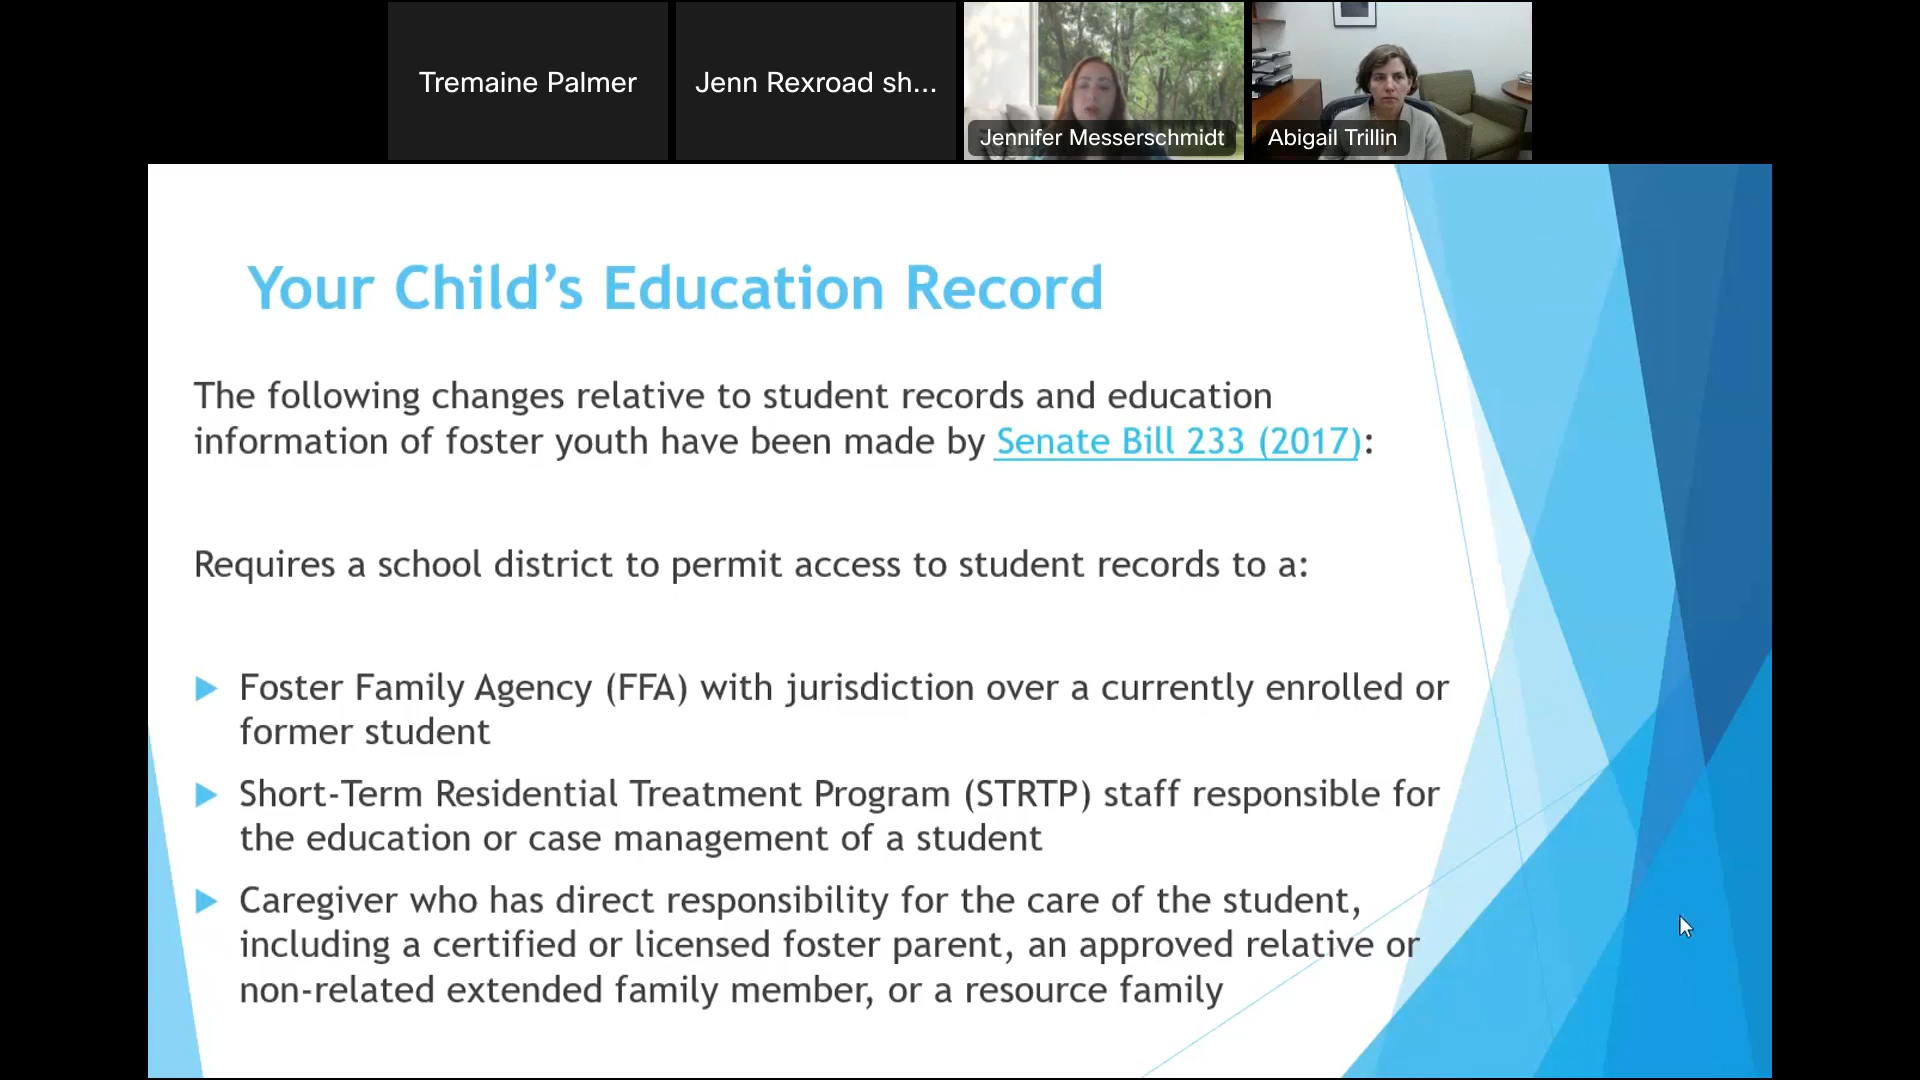 Tremaine Palmer
Jenn Rexroad sh...
Jennifer Messerschmidt
Abigail Trillin
Your Child’s Education Record
The following changes relative to student records and education
information of foster youth have been made by Senate Bill 233 (2017):
Requires a school district to permit access to student records to a:
Foster Family Agency (FFA) with jurisdiction over a currently enrolled or
former student
Short-Term Residential Treatment Program (STRTP) staff responsible for
the education or case management of a student
Caregiver who has direct responsibility for the care of the student,
including a certified or licensed foster parent, an approved relative or
non-related extended family member, or a resource family